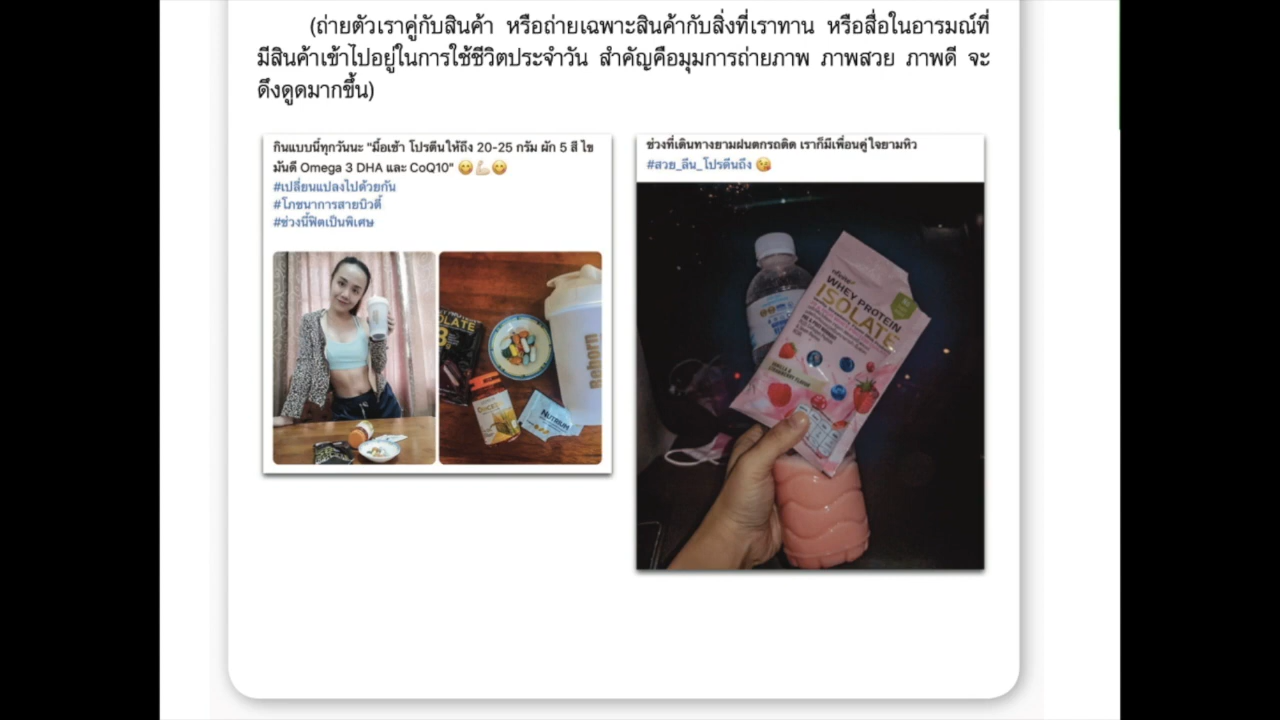 (ถ่ายตัวเราคู่กับสินค้า หรือถ่ายเฉพาะสินค้ากับสิ่งที่เราทาน หรือสื่อในอารมณ์ที่
มีสินค้าเข้าไปอยู่ในการใช้ชีวิตประจำวัน สำคัญคือมุมการถ่ายภาพ ภาพสวย ภาพดี จะ
ดึงดูดมากขึ้น)
กินแบบนี้ทุกวันนะ "มื้อเช้า โปรตีนให้ถึง 20-25 กรัม ผัก 5 สี ไข
มันดี Omega 3 DHA และ CoQ10" 😋💪🏻😋
#เปลี่ยนแปลงไปด้วยกัน
#โภชนาการสายบิวตี้
#ช่วงนี้ฟิตเป็นพิเศษ
Reborn
NUTRIUM
ช่วงที่เดินทางยามฝนตกรถติด เราก็มีเพื่อนคู่ใจยามหิว
#สวย_ลีน_โปรตีนถึง 😘
WHEY PROTEIN
ISOLATE